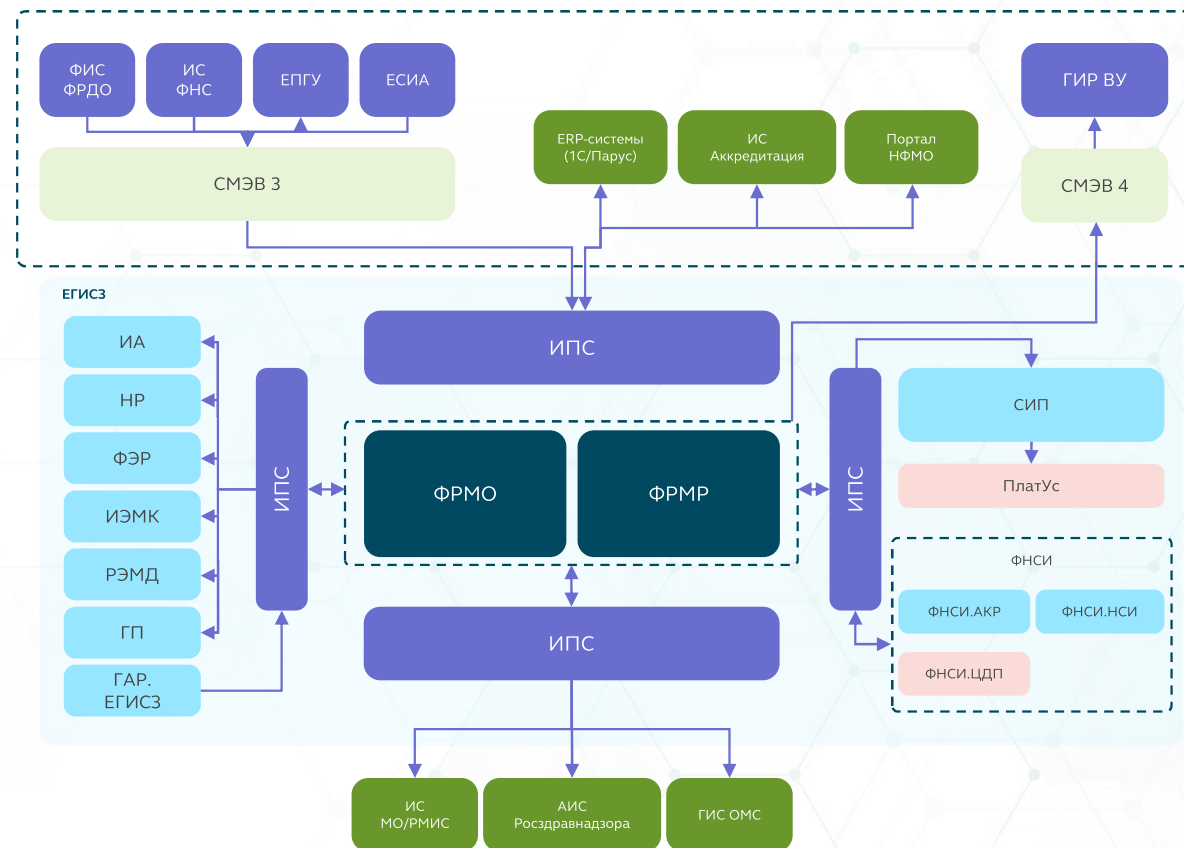 ФИС
ФРДО
ИС
ФНС
ЕПГУ
ЕСИА
ГИР ВУ
ERP-системы
(1С/Парус)
ИС
Аккредитация
Портал
НФМО
СМЭВ 3
СМЭВ 4
ЕГИСЗ
ИА
НР
ФЭР
ИЭМК
РЭМД
ГП
ГАР.
ЕГИСЗ
ИПС
ИПС
ФРМО
ФРМР
ИПС
ИПС
СИП
ПлатУс
ФНСИ
ФНСИ.АКР
ФНСИ.НСИ
ФНСИ.ЦДП
ИС
МО/РМИС
АИС
Росздравнадзора
ГИС ОМС